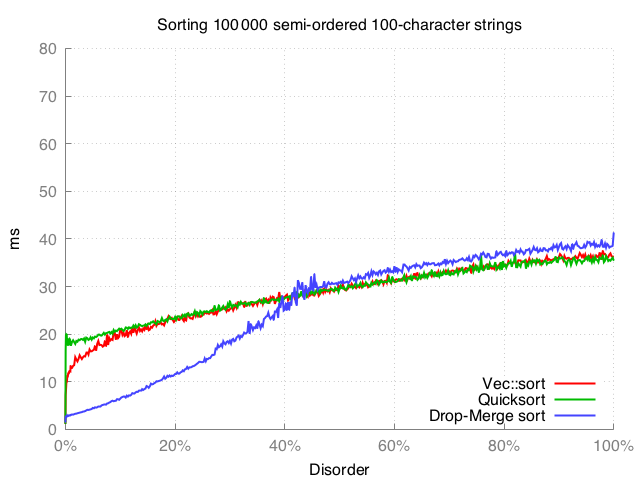 Sorting 100 000 semi-ordered 100-character strings
80
70
60
50
40
30
20
10
0
ms
0% 20% 40% 60% 80% 100%
Disorder
Vec::sort
Quicksort
Drop-Merge sort